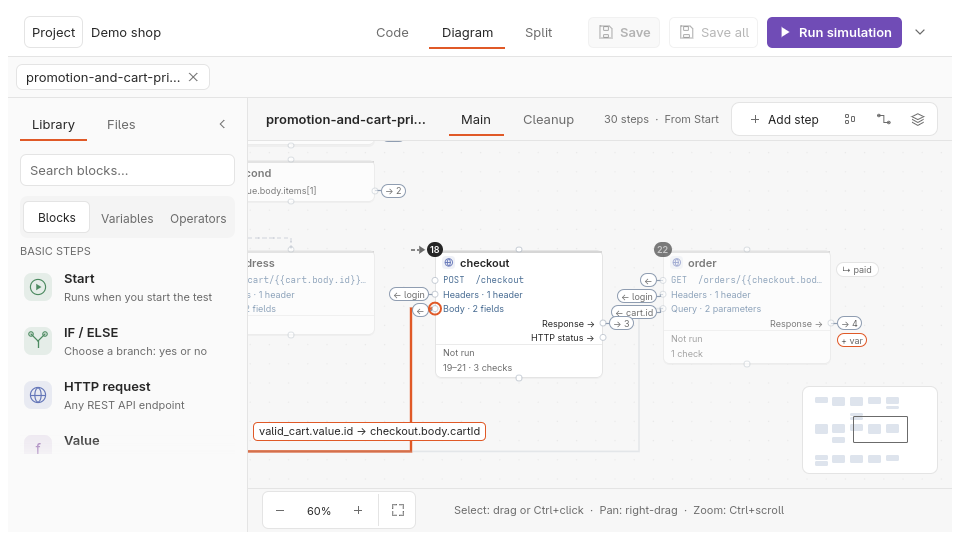 Project Demo shop Code Diagram Split Save Save all Run simulation
promotion-and-cart-pri...
Library Files
promotion-and-cart-pri... Main Cleanup 30 steps · From Start Add step
Search blocks...
Blocks Variables Operators
BASIC STEPS
Start
Runs when you start the test
IF / ELSE
Choose a branch: yes or no
HTTP request
Any REST API endpoint
Value
f
cond
ue.body.items[1]
→ 2
dress
cart/{{cart.body.id}}…
s · 1 header
2 fields
18
checkout
POST /checkout
← login
Headers · 1 header
←
Body · 2 fields
Response →
→ 3
HTTP status →
Not run
19–21 · 3 checks
22
order
←
GET /orders/{{checkout.bod…
← login
Headers · 1 header
← cart.id
Query · 2 parameters
Response →
→ 4
Not run
1 check
↳ paid
+ var
valid_cart.value.id → checkout.body.cartId
60%
Select: drag or Ctrl+click · Pan: right-drag · Zoom: Ctrl+scroll